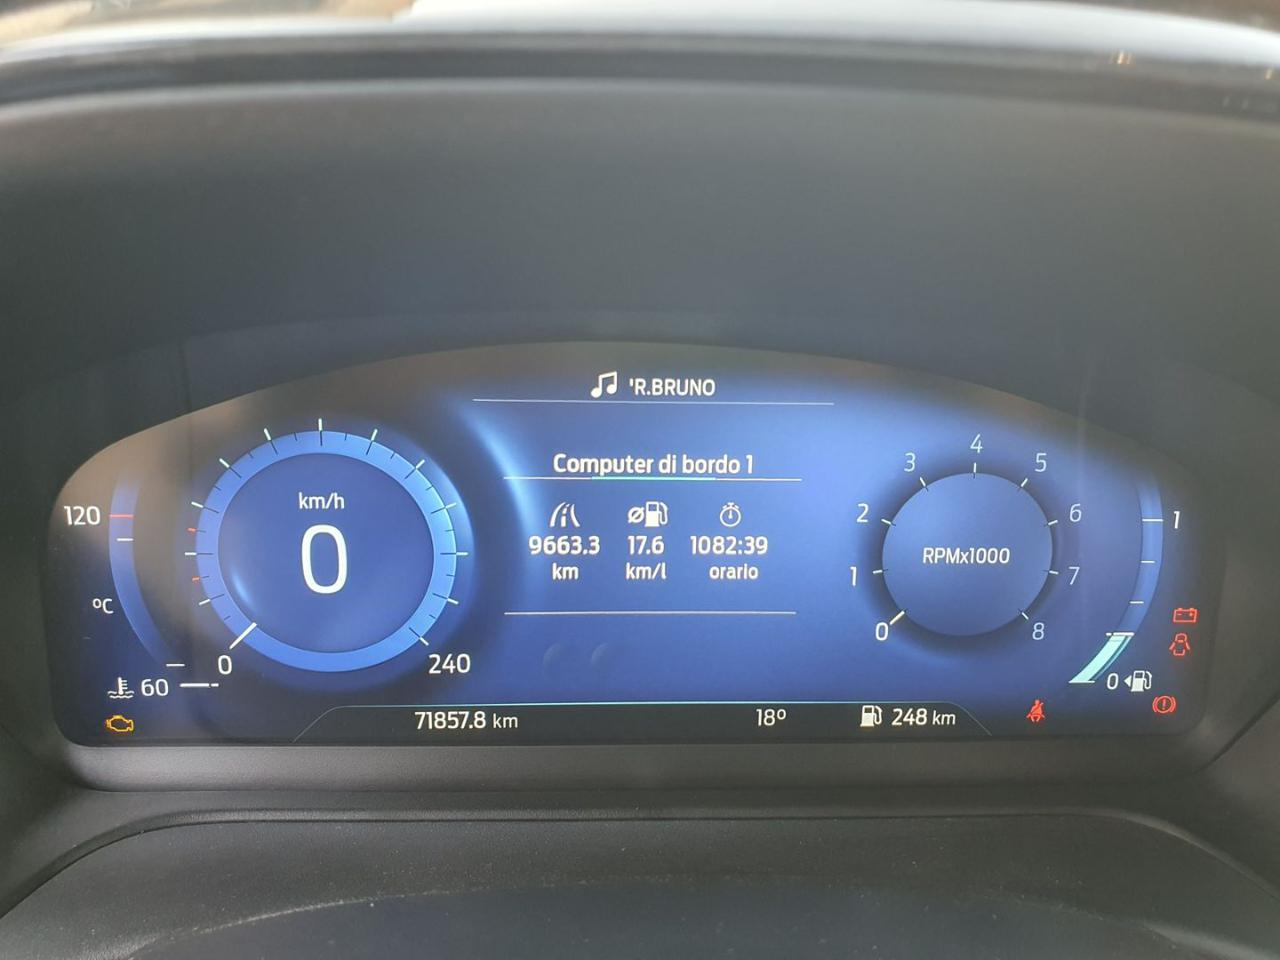 'R.BRUNO
Computer di bordo 1
9663.3 17.6 1082:39
km km/l orario
120
°C
60
km/h
0
0
240
RPMx1000
0
1
2
3
4
5
6
7
8
1
0
71857.8 km 18° 248 km